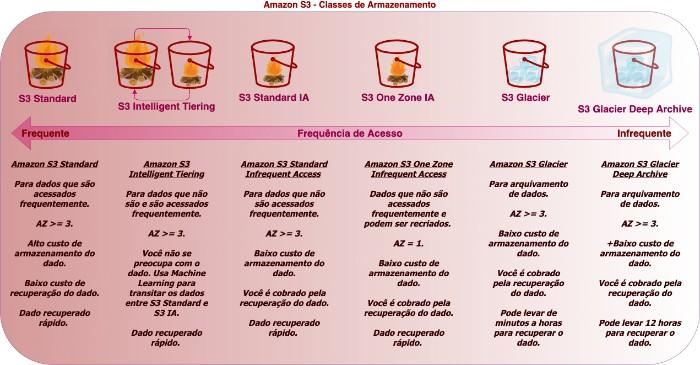 Amazon S3 - Classes de Armazenamento
S3 Standard
S3 Intelligent Tiering
S3 Standard IA
S3 One Zone IA
S3 Glacier
S3 Glacier Deep Archive
Frequente
Frequência de Acesso
Infrequente
Amazon S3 Standard
Para dados que são
acessados
frequentemente.
AZ >= 3.
Alto custo de
armazenamento do
dado.
Baixo custo de
recuperação do dado.
Dado recuperado
rápido.
Amazon S3
Intelligent Tiering
Para dados que não
são e são acessados
frequentemente.
AZ >= 3.
Você não se
preocupa com o
dado. Usa Machine
Learning para
transitar os dados
entre S3 Standard e
S3 IA.
Dado recuperado
rápido.
Amazon S3 Standard
Infrequent Access
Para dados que não
são acessados
frequentemente.
AZ >= 3.
Baixo custo de
armazenamento do
dado.
Você é cobrado pela
recuperação do dado.
Dado recuperado
rápido.
Amazon S3 One Zone
Infrequent Access
Dados que não são
acessados
frequentemente e
podem ser recriados.
AZ = 1.
Baixo custo de
armazenamento do
dado.
Você é cobrado pela
recuperação do dado.
Dado recuperado
rápido.
Amazon S3 Glacier
Para arquivamento
de dados.
AZ >= 3.
Baixo custo de
armazenamento do
dado.
Você é cobrado
pela recuperação
do dado.
Pode levar de
minutos a horas
para recuperar o
dado.
Amazon S3 Glacier
Deep Archive
Para arquivamento
de dados.
AZ >= 3.
+Baixo custo de
armazenamento do
dado.
Você é cobrado pela
recuperação do
dado.
Pode levar 12 horas
para recuperar o
dado.